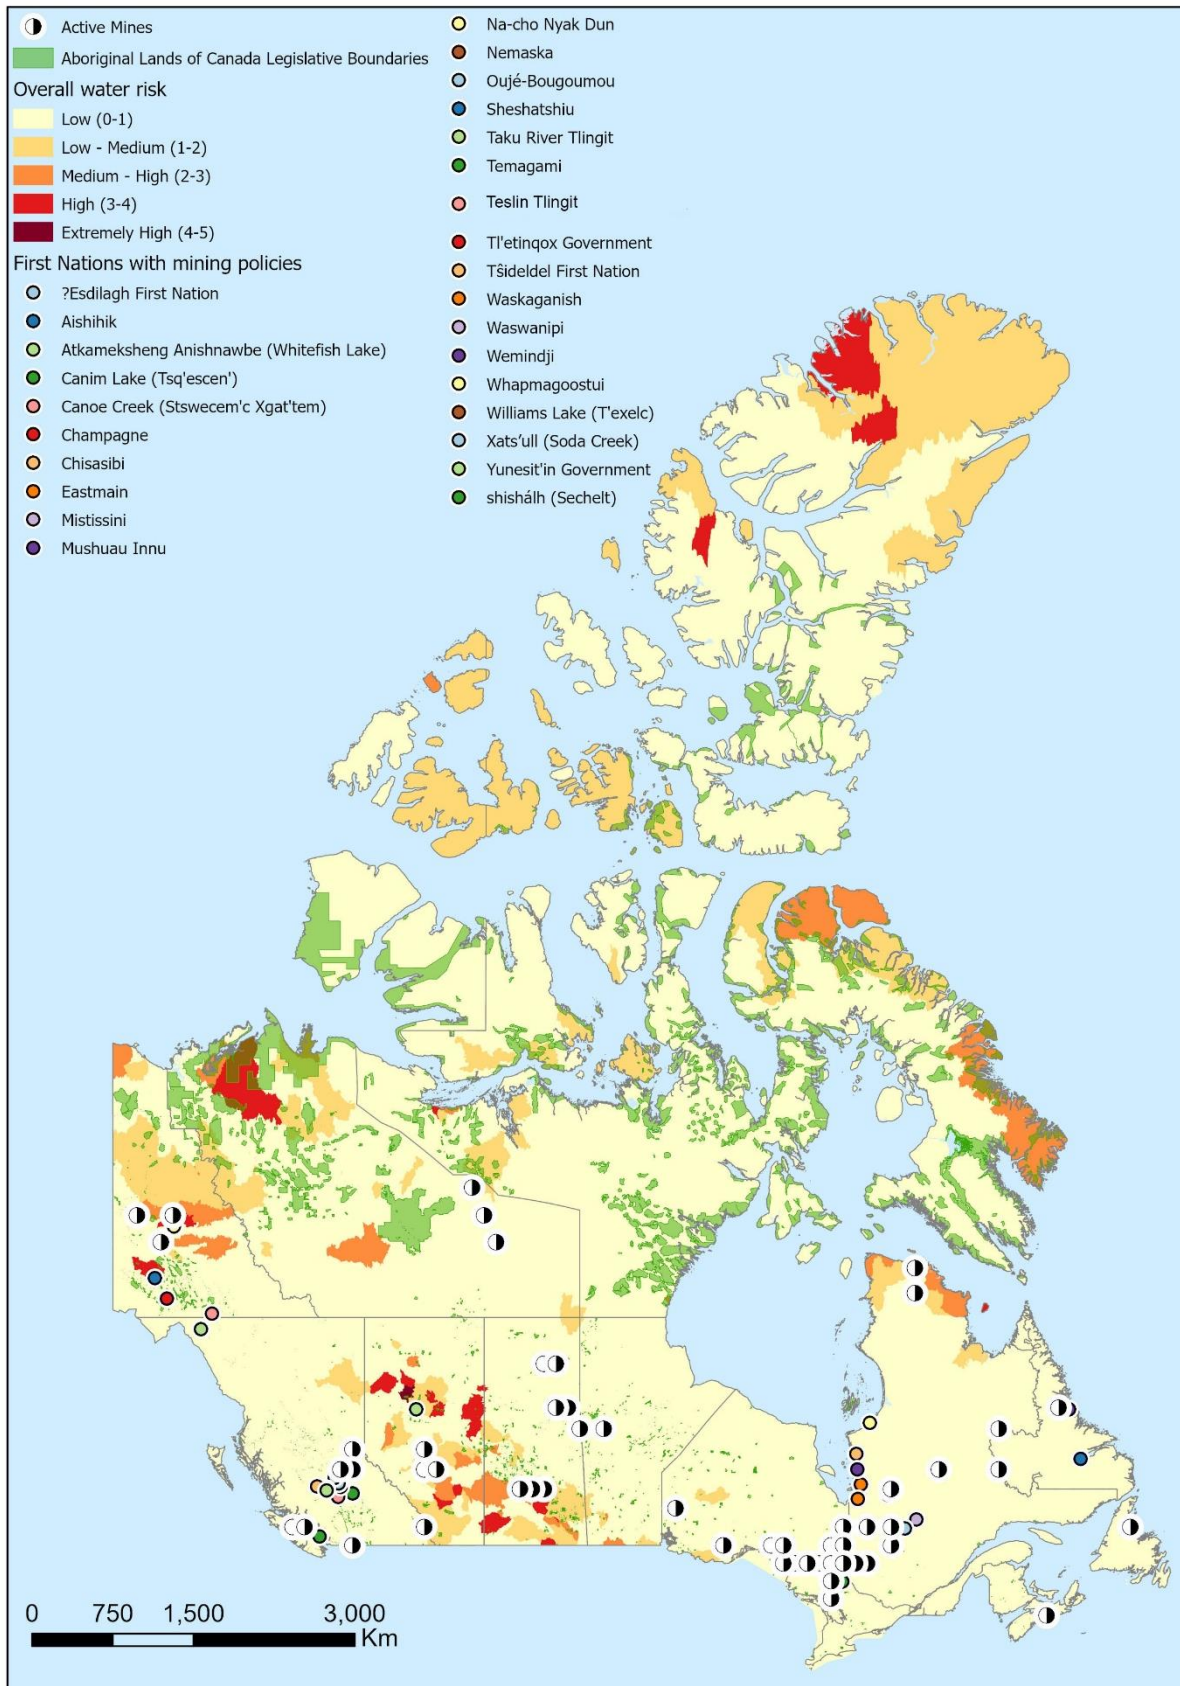 Active Mines
Aboriginal Lands of Canada Legislative Boundaries
Overall water risk
Low (0-1)
Low - Medium (1-2)
Medium - High (2-3)
High (3-4)
Extremely High (4-5)
First Nations with mining policies
?Esdilagh First Nation
Aishihik
Atkameksheng Anishnawbe (Whitefish Lake)
Canim Lake (Tsq'escen')
Canoe Creek (Stswecem'c Xgat'tem)
Champagne
Chisasibi
Eastmain
Mistissini
Mushuau Innu
Na-cho Nyak Dun
Nemaska
Oujé-Bougoumou
Sheshatshiu
Taku River Tlingit
Temagami
Teslin Tlingit
Tl'etinqox Government
Tŝideldel First Nation
Waskaganish
Waswanipi
Wemindji
Whapmagoostui
Williams Lake (T'exelc)
Xats’ull (Soda Creek)
Yunesit'in Government
shishálh (Sechelt)
0 750 1,500 3,000
Km